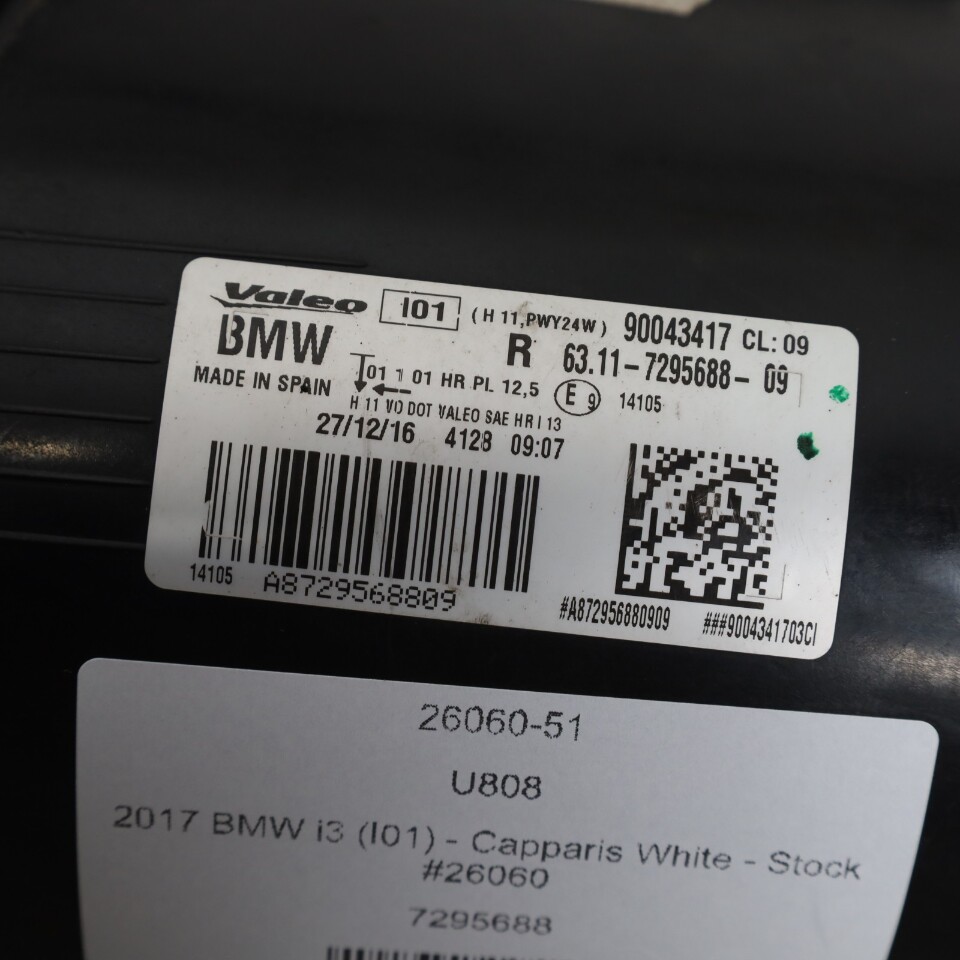 Valeo I01 (H 11,PWY24W) 90043417 CL: 09
BMW R 63.11-7295688-09
MADE IN SPAIN 01 1 01 HR PL 12,5 E 9 14105
H 11 VO DOT VALEO SAE HR I 13
27/12/16 4128 09:07
14105 A8729568809
#A872956880909 ###9004341703CI
26060-51
U808
2017 BMW i3 (I01) - Capparis White - Stock
#26060
7295688